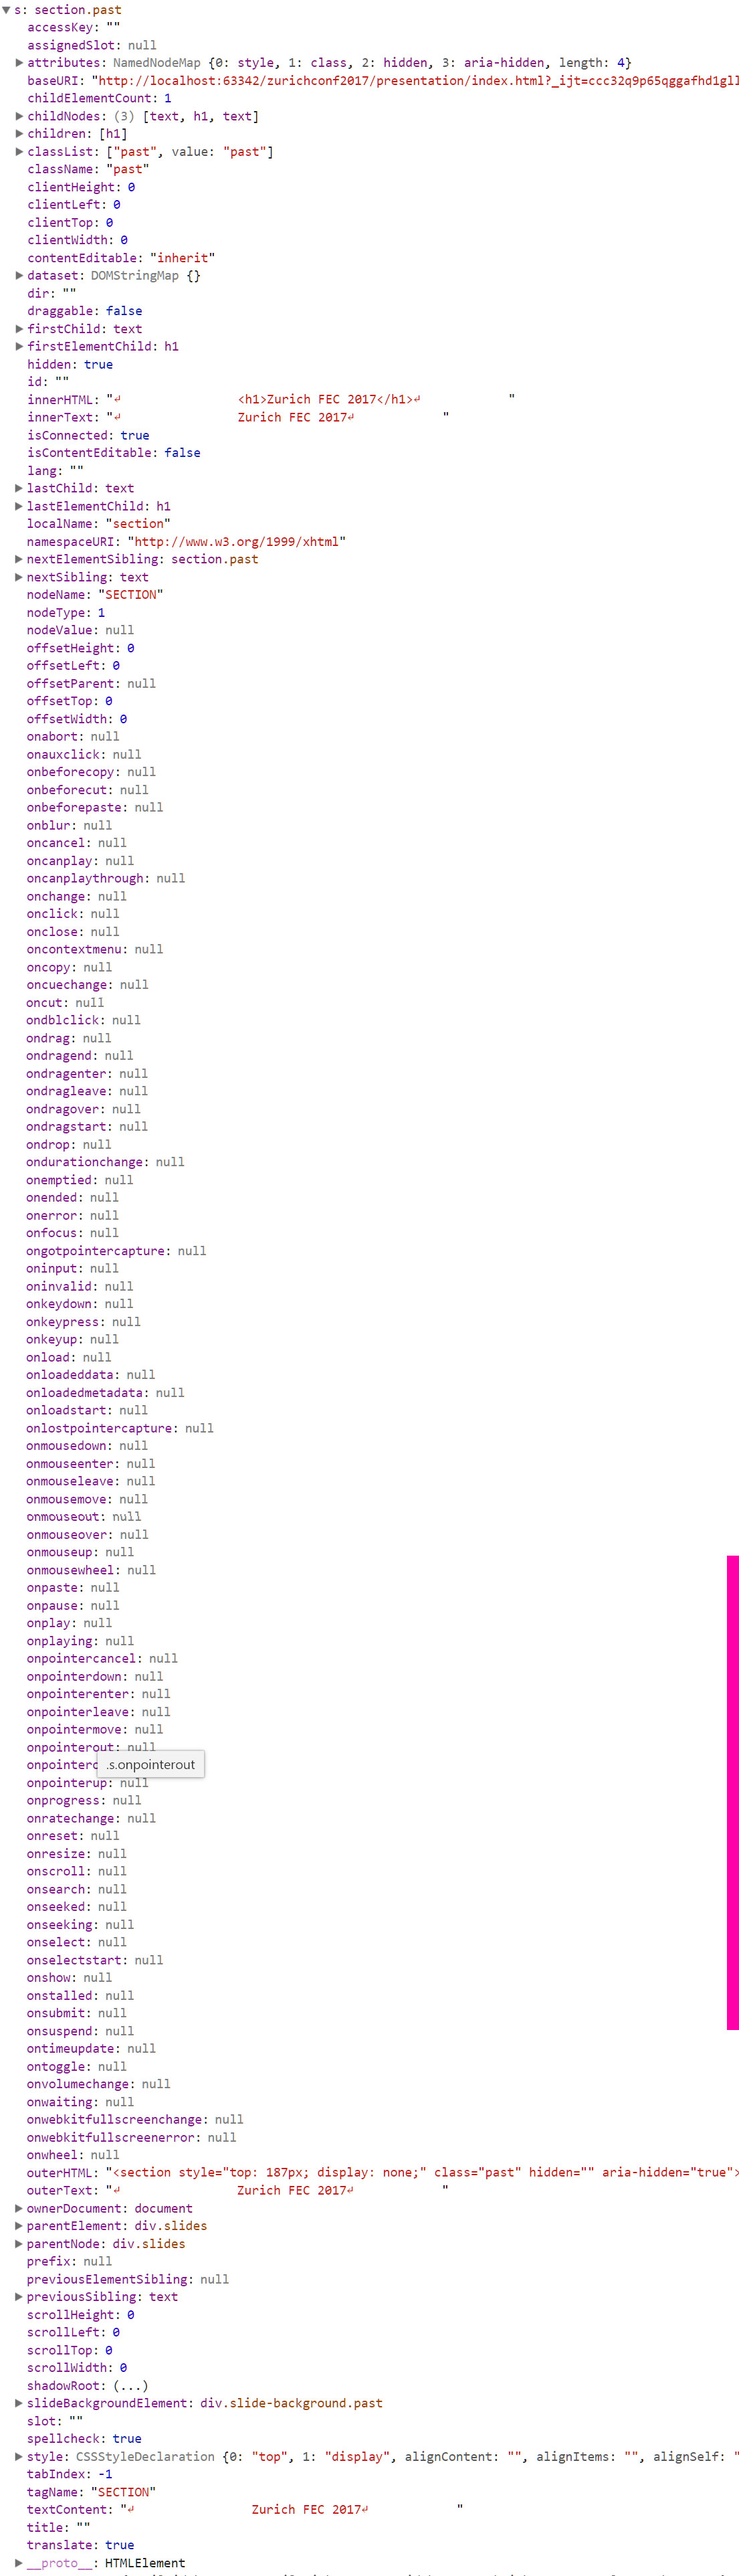 ▼ s: section.past
accessKey: ""
assignedSlot: null
▶ attributes: NamedNodeMap {0: style, 1: class, 2: hidden, 3: aria-hidden, length: 4}
baseURI: "http://localhost:63342/zurichconf2017/presentation/index.html?_ijt=ccc32q9p65qggafhd1gll
childElementCount: 1
▶ childNodes: (3) [text, h1, text]
▶ children: [h1]
▶ classList: ["past", value: "past"]
className: "past"
clientHeight: 0
clientLeft: 0
clientTop: 0
clientWidth: 0
contentEditable: "inherit"
▶ dataset: DOMStringMap {}
dir: ""
draggable: false
▶ firstChild: text
▶ firstElementChild: h1
hidden: true
id: ""
innerHTML: "↵ <h1>Zurich FEC 2017</h1>↵ "
innerText: "↵ Zurich FEC 2017↵ "
isConnected: true
isContentEditable: false
lang: ""
▶ lastChild: text
▶ lastElementChild: h1
localName: "section"
namespaceURI: "http://www.w3.org/1999/xhtml"
▶ nextElementSibling: section.past
▶ nextSibling: text
nodeName: "SECTION"
nodeType: 1
nodeValue: null
offsetHeight: 0
offsetLeft: 0
offsetParent: null
offsetTop: 0
offsetWidth: 0
onabort: null
onauxclick: null
onbeforecopy: null
onbeforecut: null
onbeforepaste: null
onblur: null
oncancel: null
oncanplay: null
oncanplaythrough: null
onchange: null
onclick: null
onclose: null
oncontextmenu: null
oncopy: null
oncuechange: null
oncut: null
ondblclick: null
ondrag: null
ondragend: null
ondragenter: null
ondragleave: null
ondragover: null
ondragstart: null
ondrop: null
ondurationchange: null
onemptied: null
onended: null
onerror: null
onfocus: null
ongotpointercapture: null
oninput: null
oninvalid: null
onkeydown: null
onkeypress: null
onkeyup: null
onload: null
onloadeddata: null
onloadedmetadata: null
onloadstart: null
onlostpointercapture: null
onmousedown: null
onmouseenter: null
onmouseleave: null
onmousemove: null
onmouseout: null
onmouseover: null
onmouseup: null
onmousewheel: null
onpaste: null
onpause: null
onplay: null
onplaying: null
onpointercancel: null
onpointerdown: null
onpointerenter: null
onpointerleave: null
onpointermove: null
onpointerout: null
onpointero .s.onpointerout
onpointerup: null
onprogress: null
onratechange: null
onreset: null
onresize: null
onscroll: null
onsearch: null
onseeked: null
onseeking: null
onselect: null
onselectstart: null
onshow: null
onstalled: null
onsubmit: null
onsuspend: null
ontimeupdate: null
ontoggle: null
onvolumechange: null
onwaiting: null
onwebkitfullscreenchange: null
onwebkitfullscreenerror: null
onwheel: null
outerHTML: "<section style="top: 187px; display: none;" class="past" hidden="" aria-hidden="true">
outerText: "↵ Zurich FEC 2017↵ "
▶ ownerDocument: document
▶ parentElement: div.slides
▶ parentNode: div.slides
prefix: null
previousElementSibling: null
▶ previousSibling: text
scrollHeight: 0
scrollLeft: 0
scrollTop: 0
scrollWidth: 0
shadowRoot: (...)
▶ slideBackgroundElement: div.slide-background.past
slot: ""
spellcheck: true
▶ style: CSSStyleDeclaration {0: "top", 1: "display", alignContent: "", alignItems: "", alignSelf: "
tabIndex: -1
tagName: "SECTION"
textContent: "↵ Zurich FEC 2017↵ "
title: ""
translate: true
▶ __proto__: HTMLElement